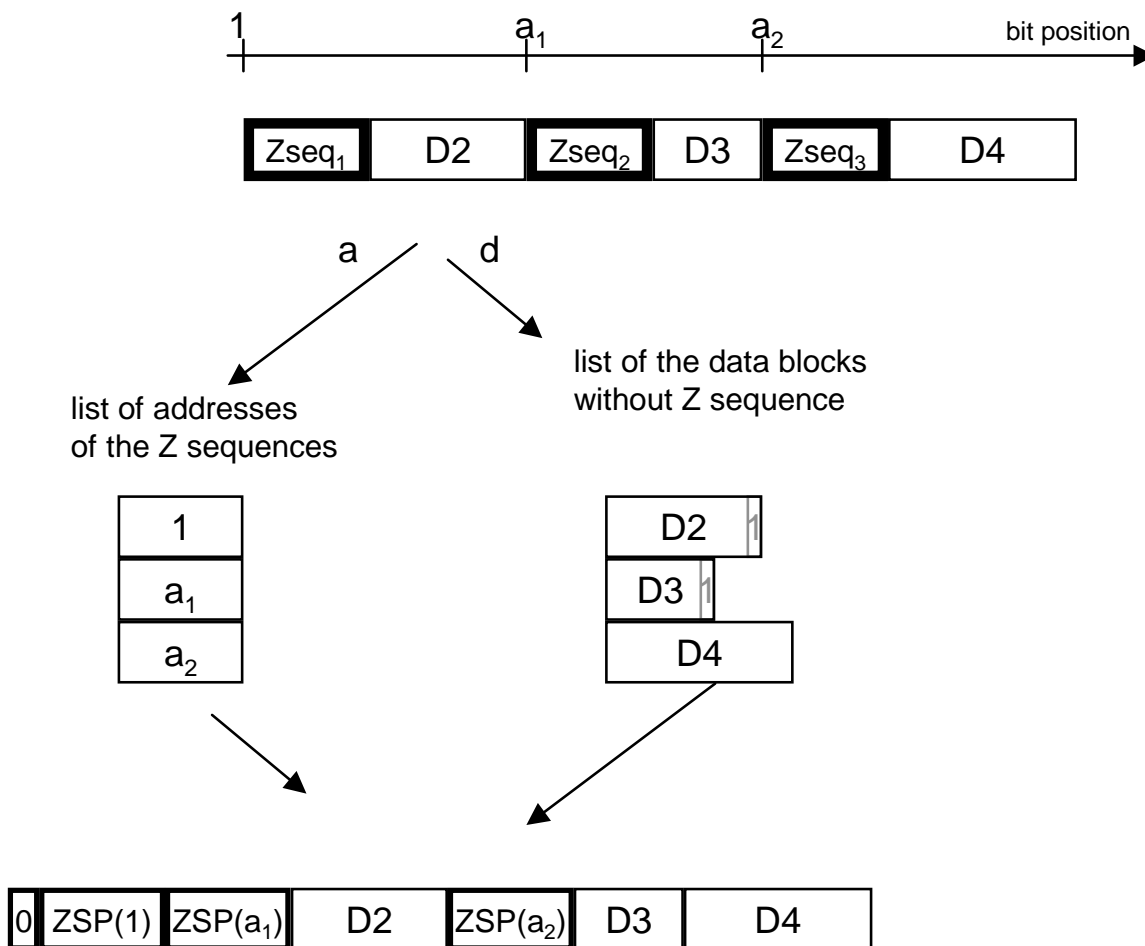 1 a₁ a₂ bit position
Zseq₁ D2 Zseq₂ D3 Zseq₃ D4
a d
list of the data blocks
without Z sequence
list of addresses
of the Z sequences
1
a₁
a₂
D2 1
D3 1
D4
0 ZSP(1) ZSP(a₁) D2 ZSP(a₂) D3 D4